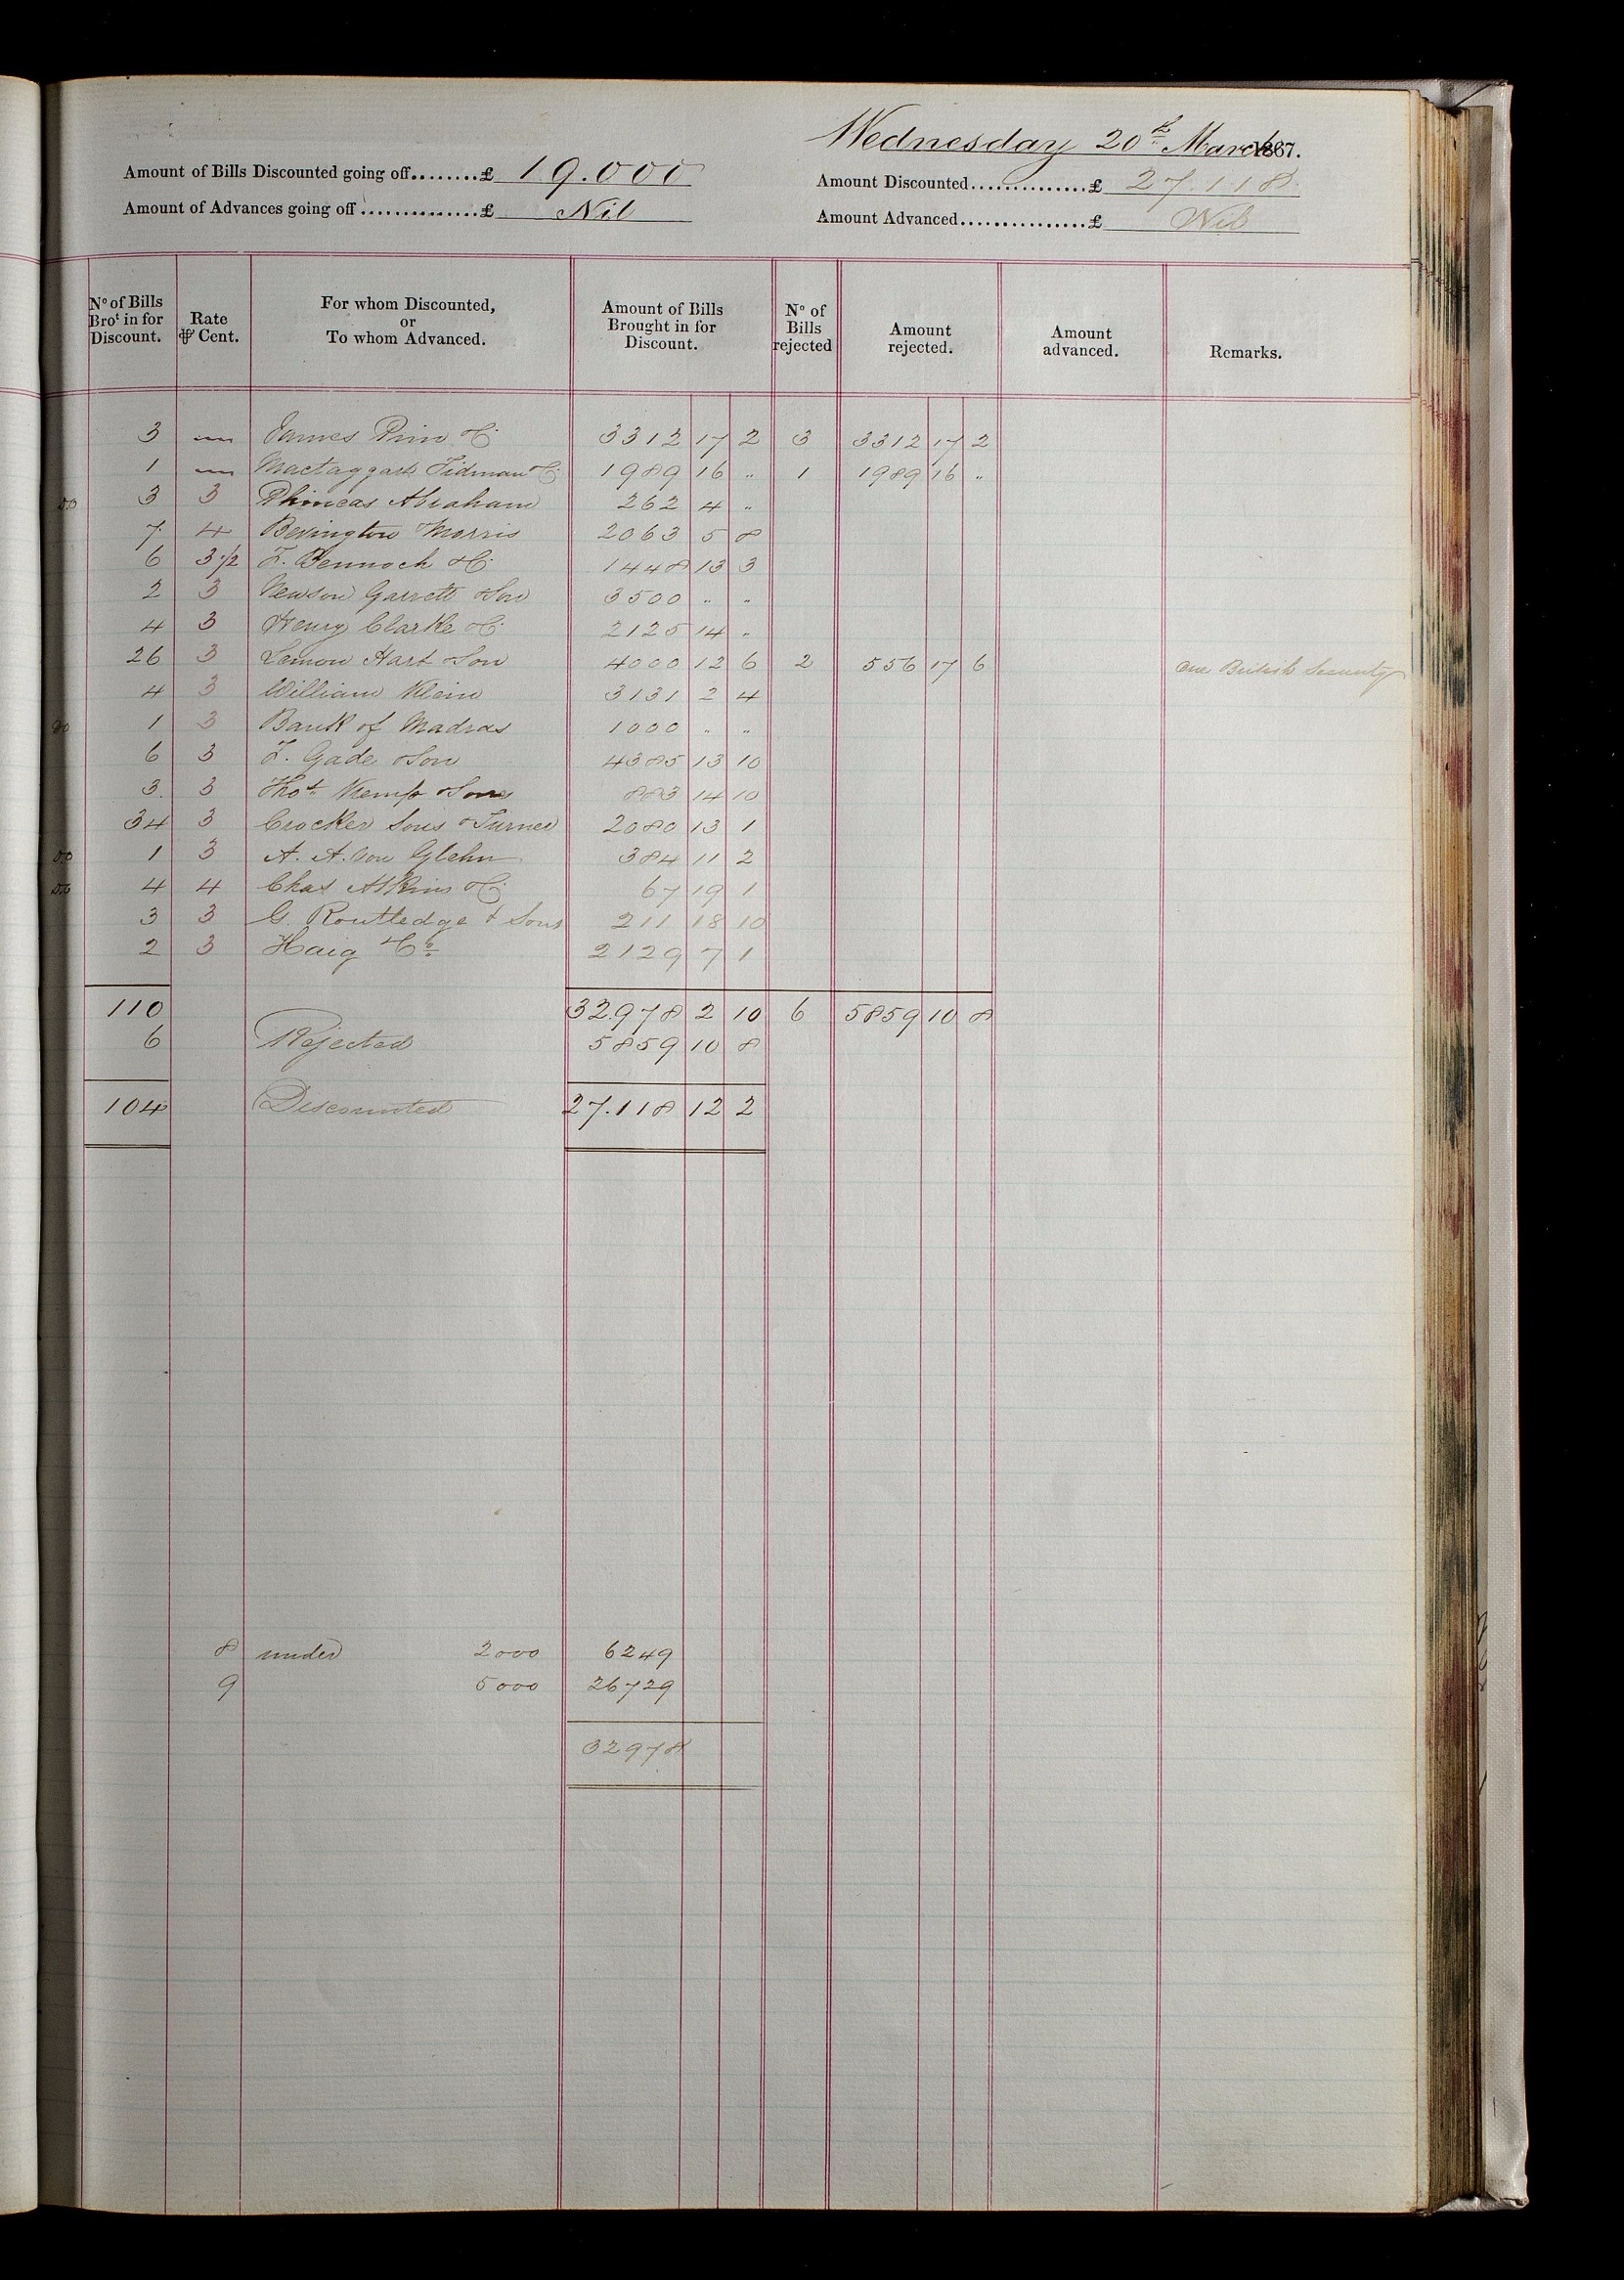 Wednesday 20th March 1867.
Amount of Bills Discounted going off........£ 19.000
Amount Discounted...............£ 27.118
Amount of Advances going off...............£ Nil
Amount Advanced................£ Nil
No of Bills Brot in for Discount. | Rate ⅌ Cent. | For whom Discounted, or To whom Advanced. | Amount of Bills Brought in for Discount. | No of Bills rejected | Amount rejected. | Amount advanced. | Remarks.
3 — James Prin & Co 3312 17 2 3 3312 17 2
1 — Mactaggart Tidman & Co 1989 16 „ 1 1989 16 „
3 3 Phineas Abraham 262 4 „
7 4 Bevington & Morris 2063 5 8
6 3 1/2 F. Bennoch & Co 1448 13 3
2 3 Newson Garrett & Son 3500 „ „
4 3 Henry Clarke & Co 2125 14 „
26 3 Lemon Hart & Son 4000 12 6 2 556 17 6 One British Security
4 3 William Klein 3131 2 4
1 3 Bank of Madras 1000 „ „
6 3 F. Gade & Son 4385 13 10
3 3 Thos Kemp & Sons 883 14 10
34 3 Crocker Sons & Turner 2080 13 1
1 3 A. A. von Glehn 384 11 2
4 4 Chas Atkins & Co 67 19 1
3 3 G. Routledge & Sons 211 18 10
2 3 Haig & Co 2129 7 1
110 32.978 2 10 6 5859 10 8
6 Rejected 5859 10 8
104 Discounted 27.118 12 2
8 under 2000 6249
9 5000 26729
32978